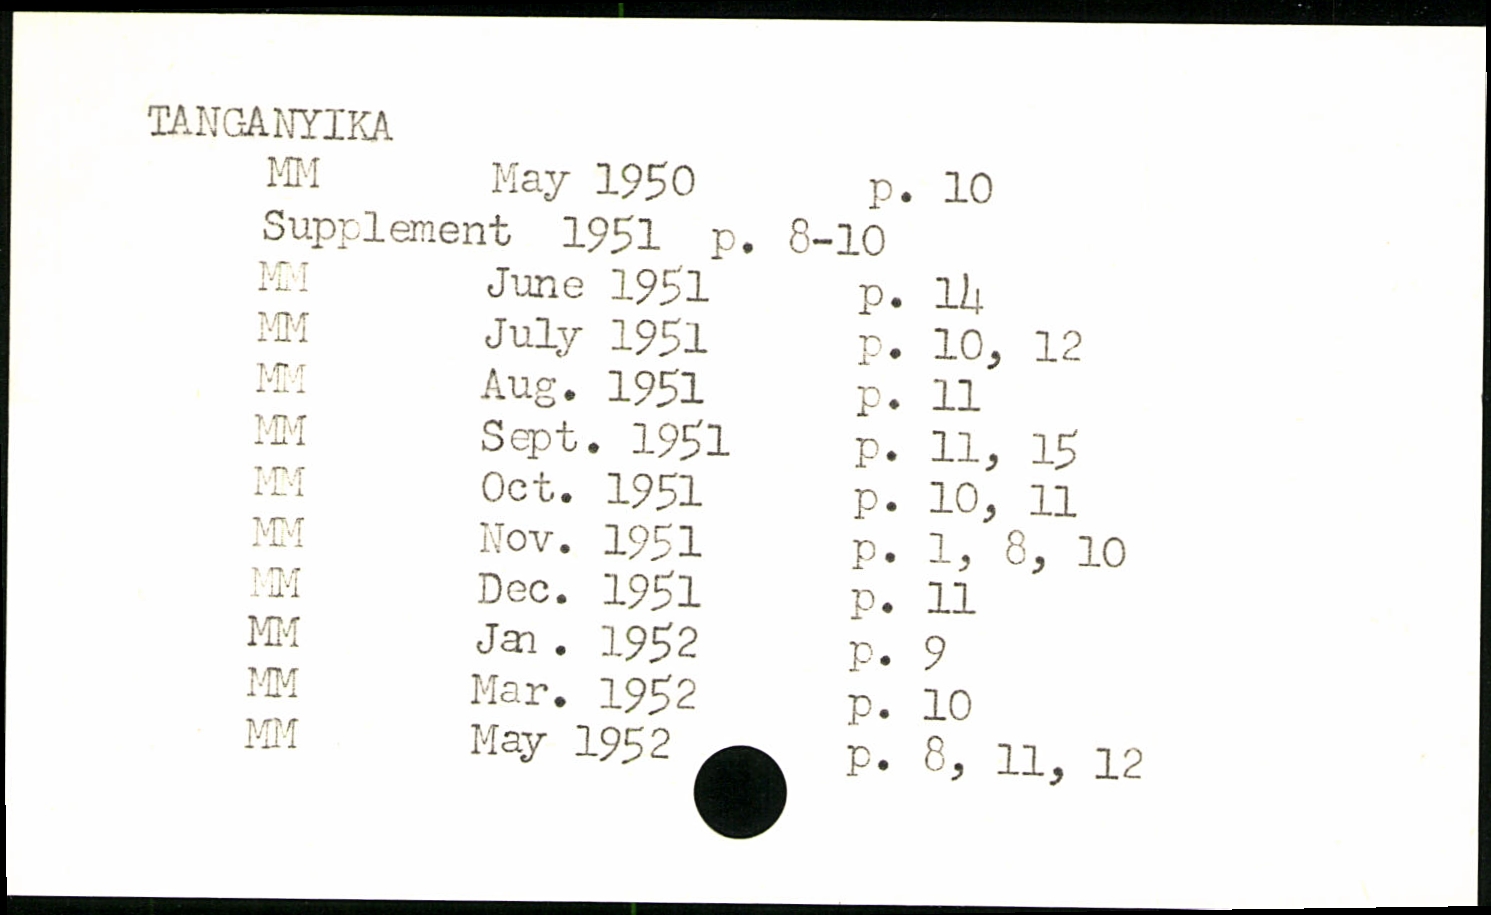 TANGANYIKA
MM May 1950 p. 10
Supplement 1951 p. 8-10
MM June 1951 p. 14
MM July 1951 p. 10, 12
MM Aug. 1951 p. 11
MM Sept. 1951 p. 11, 15
MM Oct. 1951 p. 10, 11
MM Nov. 1951 p. 1, 8, 10
MM Dec. 1951 p. 11
MM Jan. 1952 p. 9
MM Mar. 1952 p. 10
MM May 1952 p. 8, 11, 12